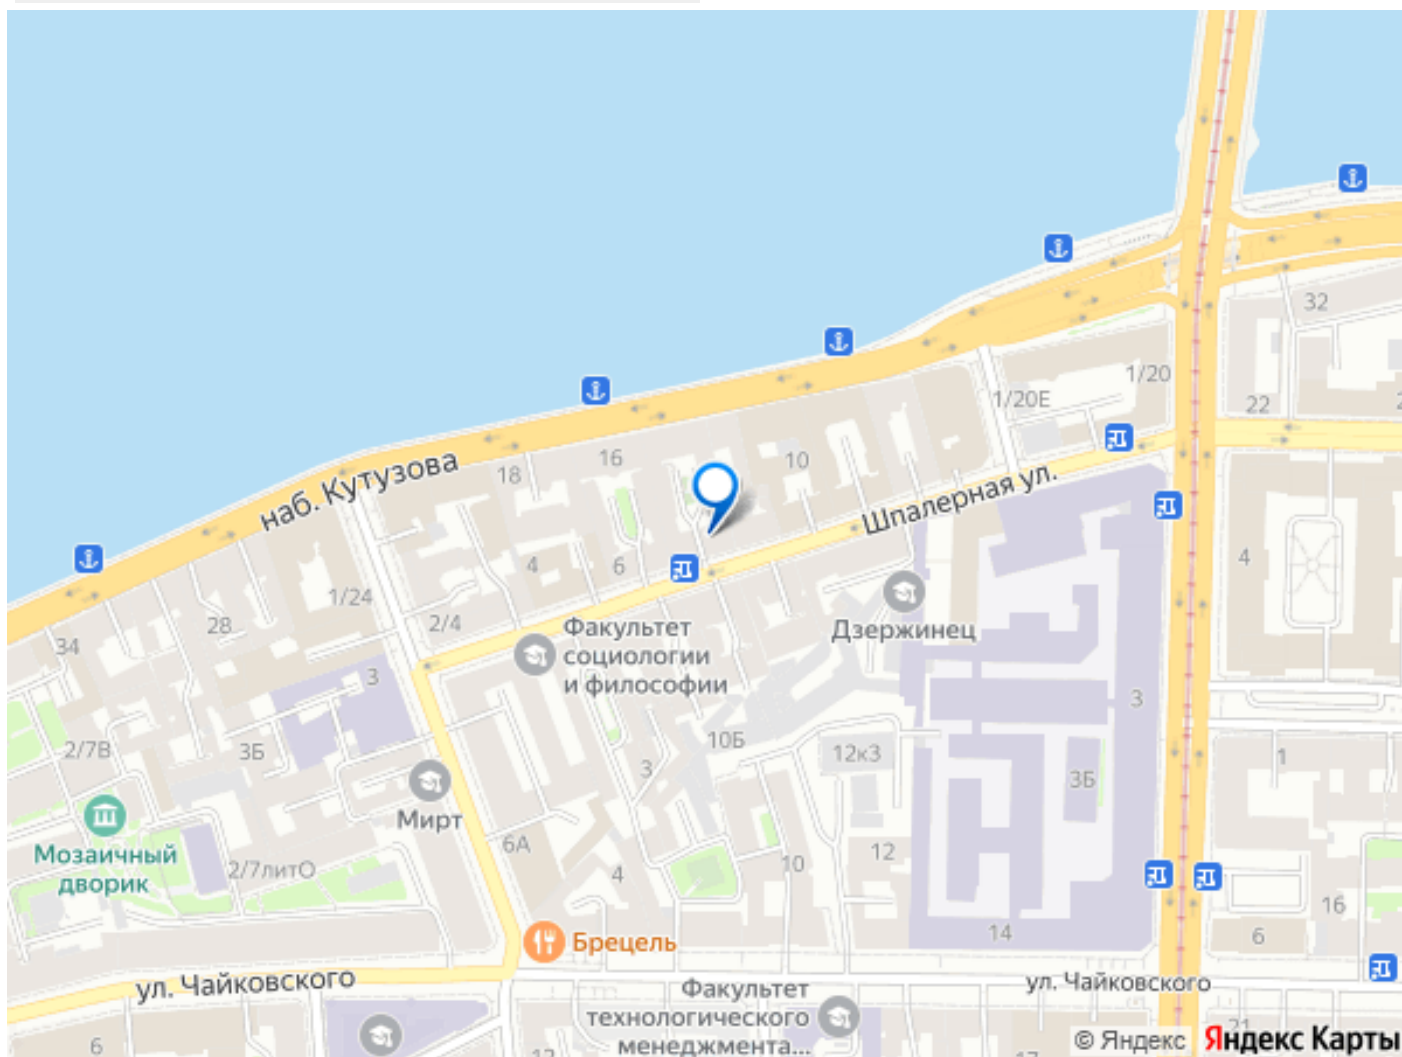 32
1/20
1/20Е
22
наб. Кутузова
18
16
10
Шпалерная ул.
4
6
4
1/24
2/4
28
34
Факультет
социологии
и философии
Дзержинец
3
3
2/7В
3Б
10Б
12к3
3
1
3Б
Мирт
6А
Мозаичный
дворик
2/7литО
4
10
12
14
16
6
Брецель
ул. Чайковского
ул. Чайковского
Факультет
технологического
менеджмента...
6
© Яндекс
Яндекс Карты